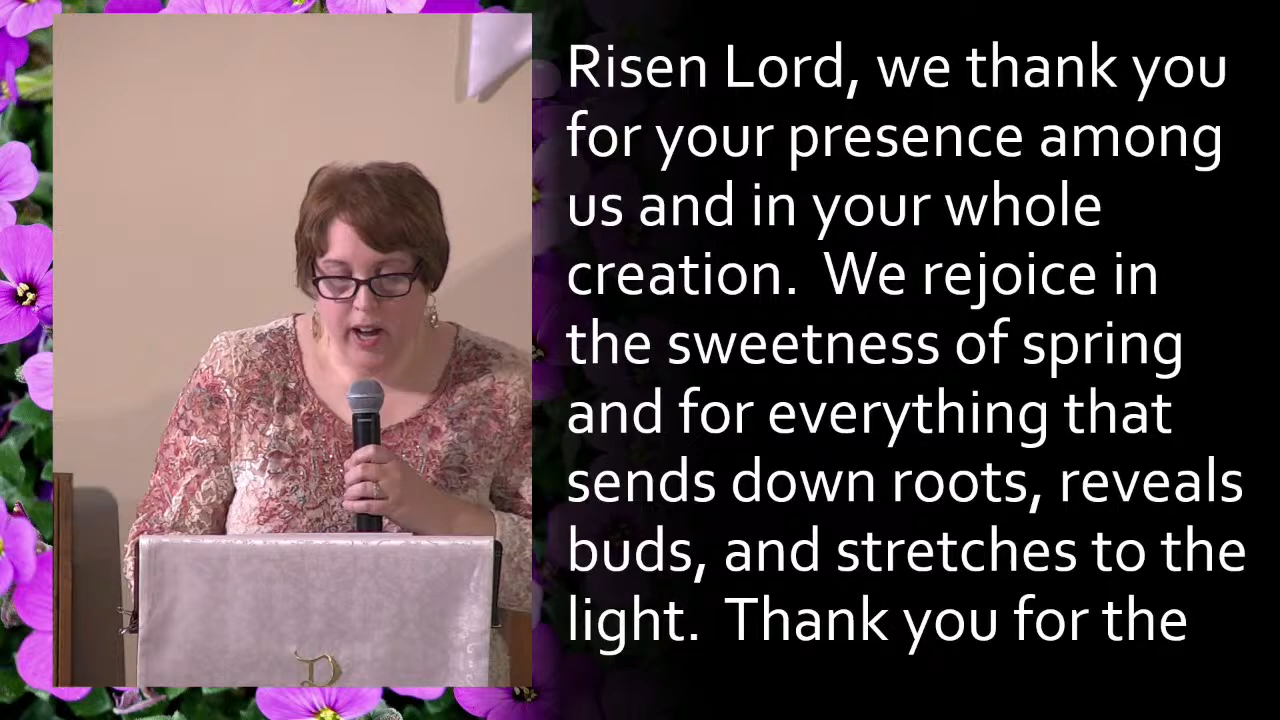 Risen Lord, we thank you
for your presence among
us and in your whole
creation.  We rejoice in
the sweetness of spring
and for everything that
sends down roots, reveals
buds, and stretches to the
light.  Thank you for the